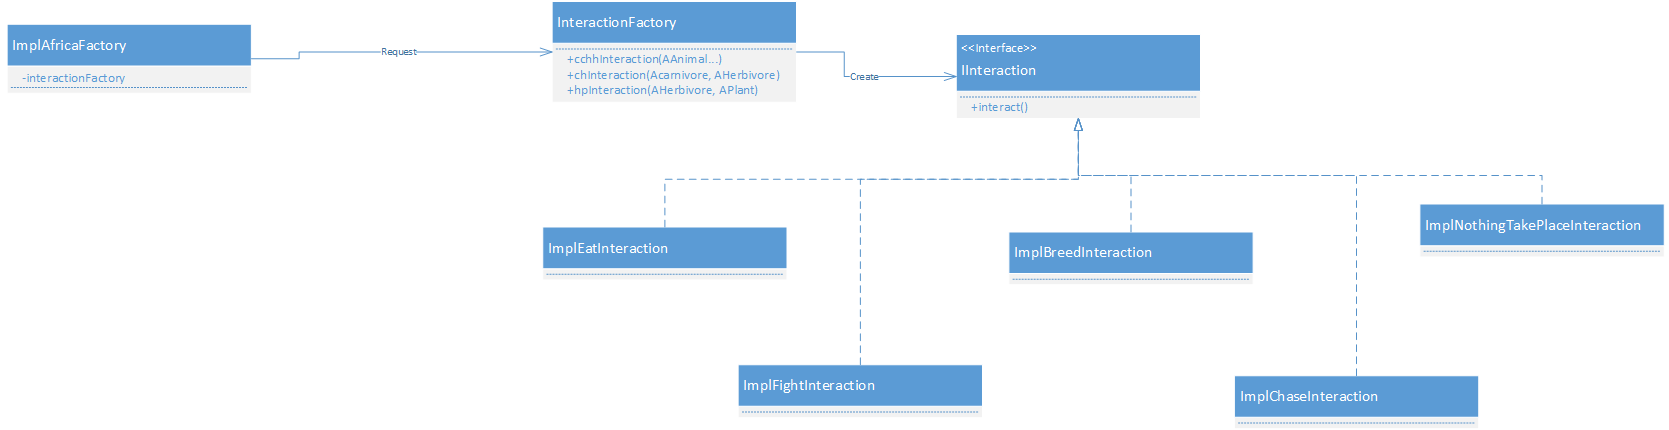 ImplAfricaFactory
-interactionFactory
Request
InteractionFactory
+cchhInteraction(AAnimal...)
+chInteraction(Acarnivore, AHerbivore)
+hpInteraction(AHerbivore, APlant)
Create
<<Interface>>
IInteraction
+interact()
ImplEatInteraction
ImplBreedInteraction
ImplNothingTakePlaceInteraction
ImplFightInteraction
ImplChaseInteraction